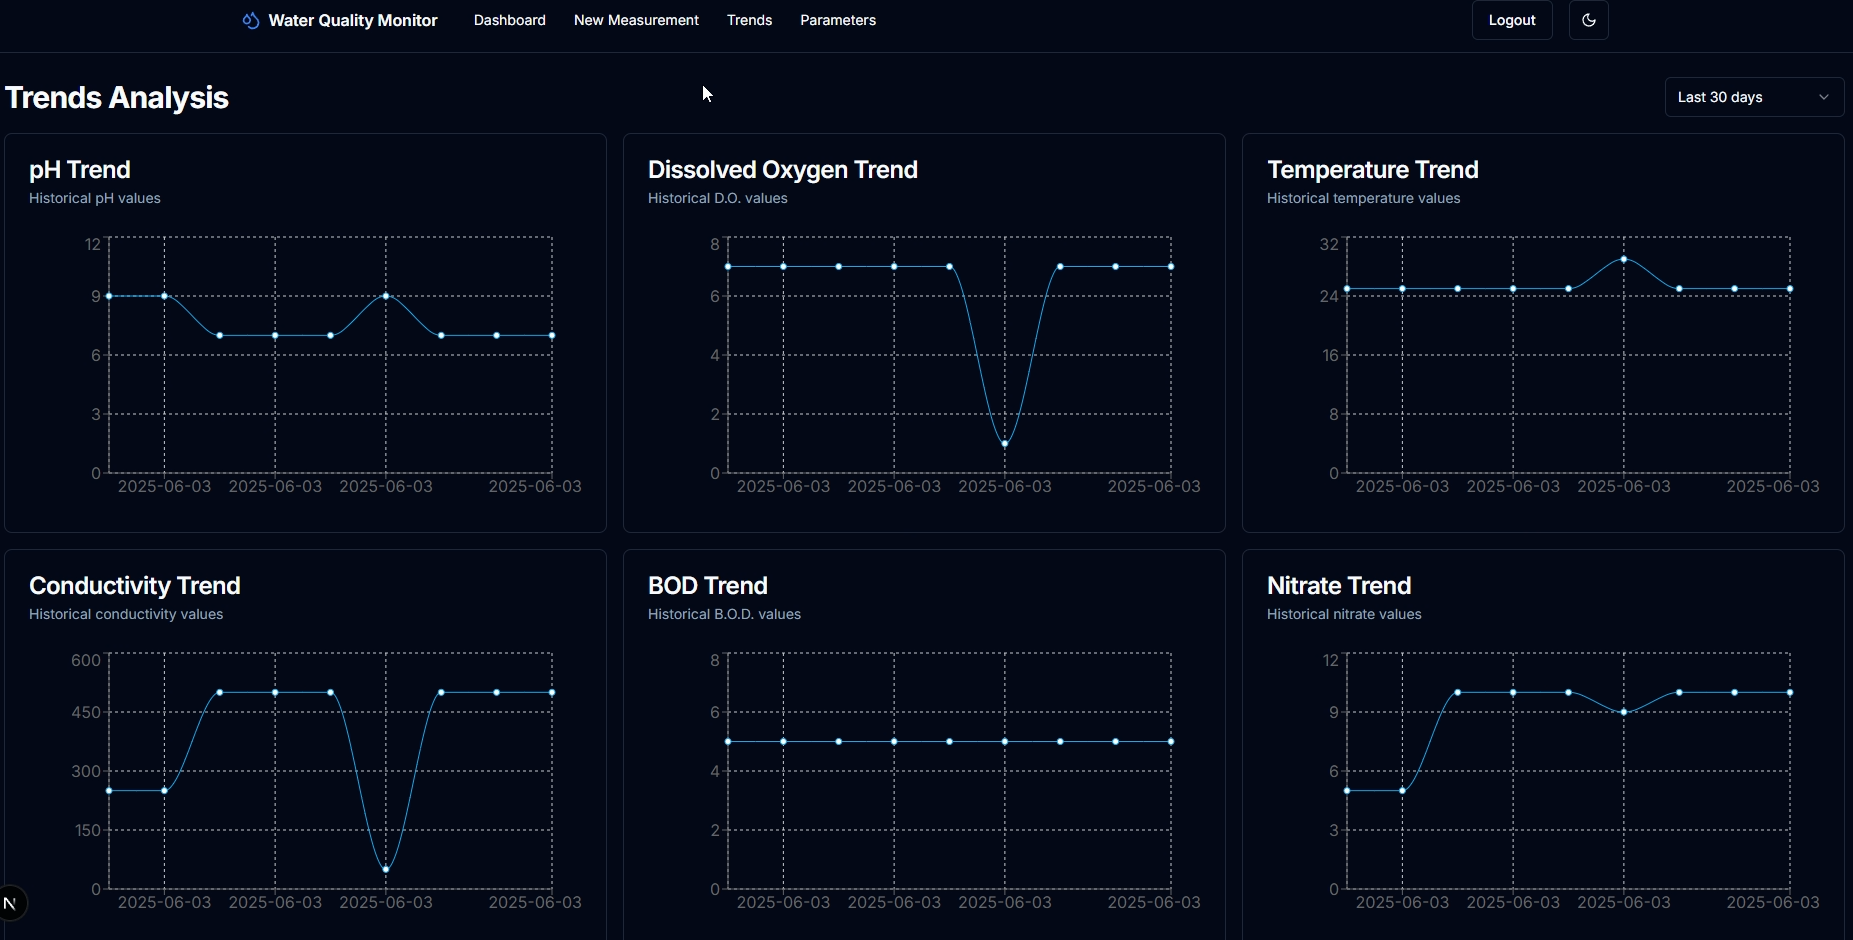 Water Quality Monitor Dashboard New Measurement Trends Parameters Logout
Trends Analysis
Last 30 days
pH Trend
Historical pH values
12
9
6
3
0
2025-06-03 2025-06-03 2025-06-03 2025-06-03
Dissolved Oxygen Trend
Historical D.O. values
8
6
4
2
0
2025-06-03 2025-06-03 2025-06-03 2025-06-03
Temperature Trend
Historical temperature values
32
24
16
8
0
2025-06-03 2025-06-03 2025-06-03 2025-06-03
Conductivity Trend
Historical conductivity values
600
450
300
150
0
2025-06-03 2025-06-03 2025-06-03 2025-06-03
BOD Trend
Historical B.O.D. values
8
6
4
2
0
2025-06-03 2025-06-03 2025-06-03 2025-06-03
Nitrate Trend
Historical nitrate values
12
9
6
3
0
2025-06-03 2025-06-03 2025-06-03 2025-06-03
N